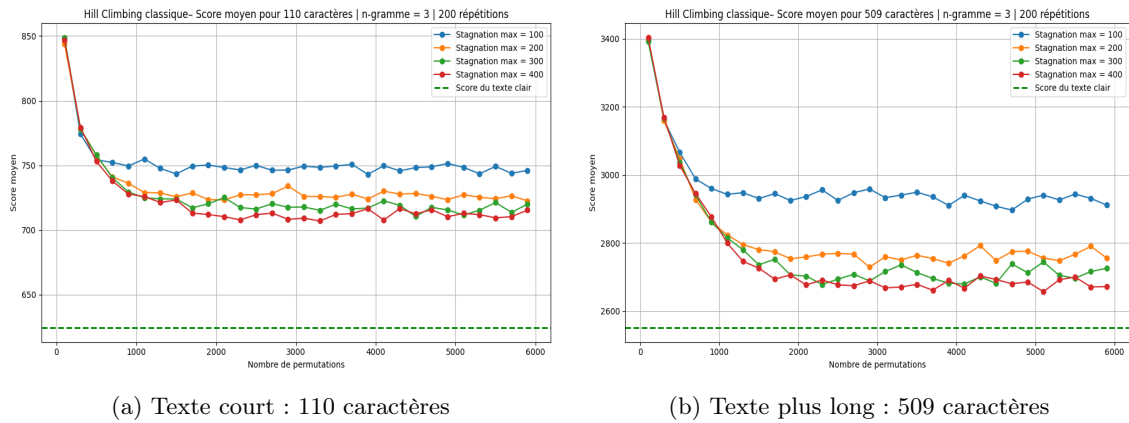 Hill Climbing classique– Score moyen pour 110 caractères | n-gramme = 3 | 200 répétitions
850
800
750
700
650
Score moyen
0 1000 2000 3000 4000 5000 6000
Nombre de permutations
Stagnation max = 100
Stagnation max = 200
Stagnation max = 300
Stagnation max = 400
Score du texte clair
(a) Texte court : 110 caractères
Hill Climbing classique– Score moyen pour 509 caractères | n-gramme = 3 | 200 répétitions
3400
3200
3000
2800
2600
Score moyen
0 1000 2000 3000 4000 5000 6000
Nombre de permutations
Stagnation max = 100
Stagnation max = 200
Stagnation max = 300
Stagnation max = 400
Score du texte clair
(b) Texte plus long : 509 caractères